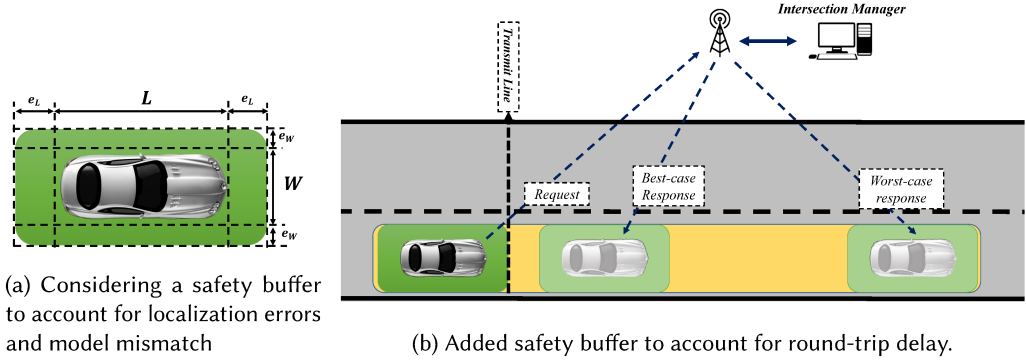 e_L
L
e_L
e_W
W
e_W
(a) Considering a safety buffer
to account for localization errors
and model mismatch
Intersection Manager
Transmit Line
Request
Best-case
Response
Worst-case
response
(b) Added safety buffer to account for round-trip delay.